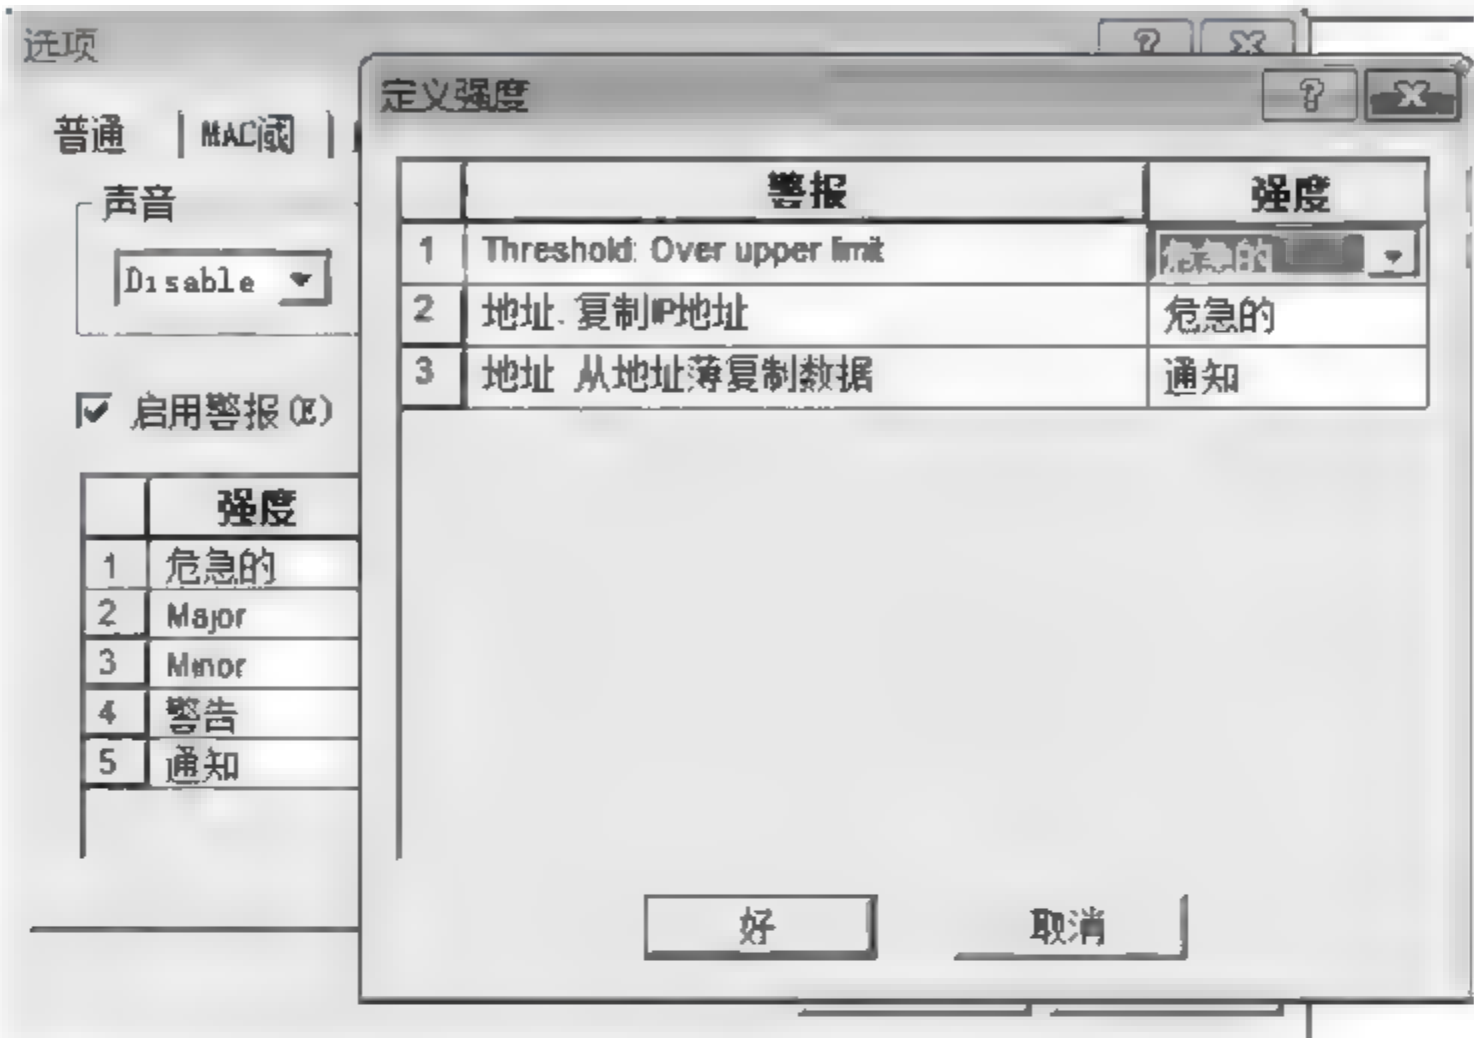 选项
定义强度
普通
MAC阈
声音
Disable
启用警报(E)
强度
1 危急的
2 Major
3 Minor
4 警告
5 通知
警报 强度
1 Threshold: Over upper limit 危急的
2 地址. 复制IP地址 危急的
3 地址 从地址薄复制数据 通知
好 取消